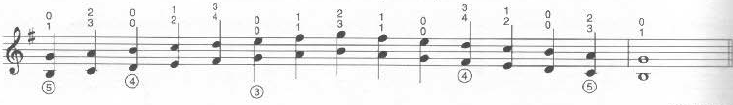 0 2 0 1 3 0 1 2 1 0 3 1 0 2 0
1 3 0 2 4 0 1 3 1 0 4 2 0 3 1
⑤ ④ ③ ④ ⑤